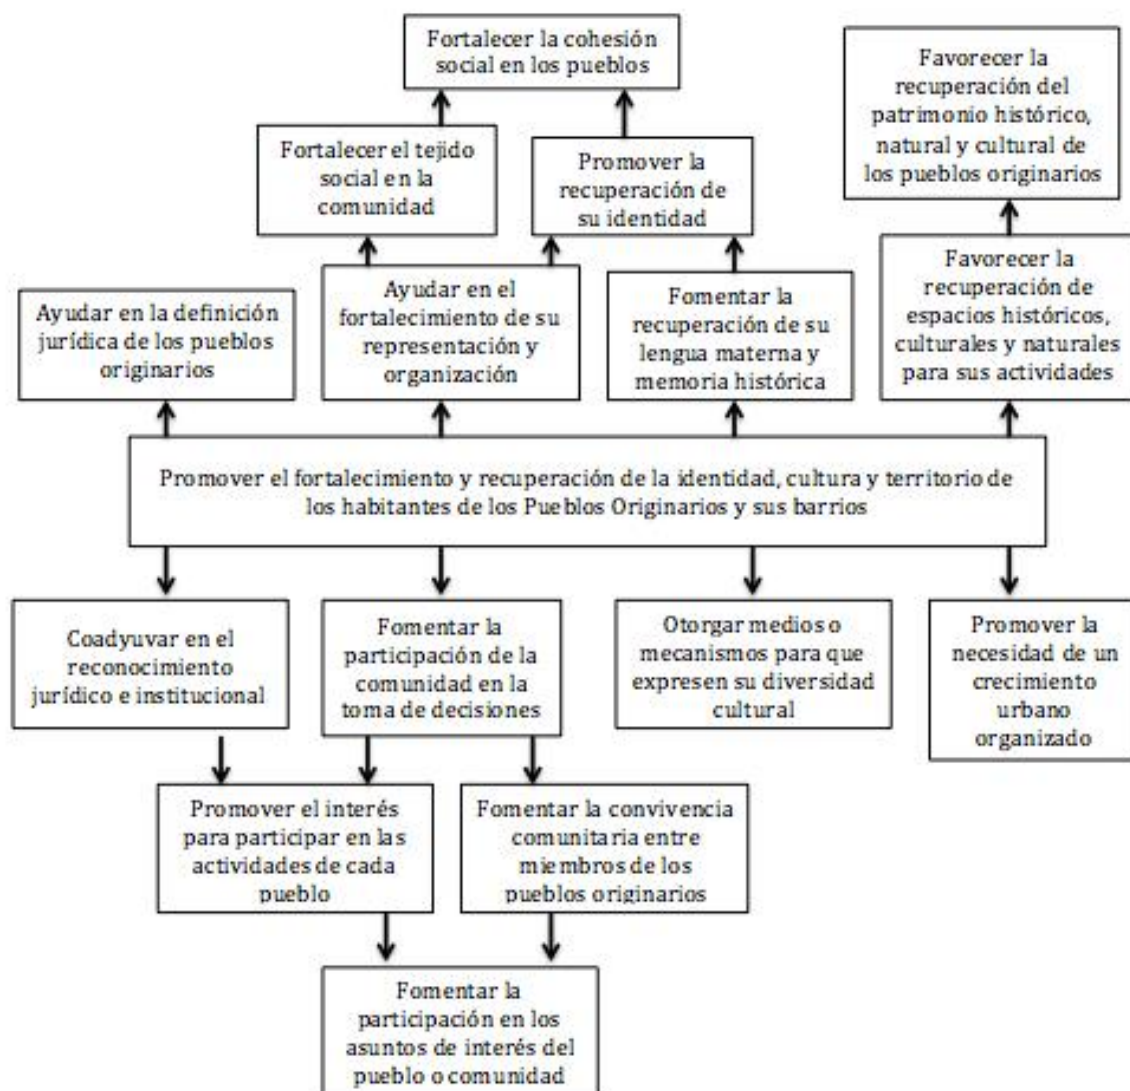 Fortalecer la cohesión
social en los pueblos
Favorecer la
recuperación del
patrimonio histórico,
natural y cultural de
los pueblos originarios
Fortalecer el tejido
social en la
comunidad
Promover la
recuperación de
su identidad
Ayudar en la definición
jurídica de los pueblos
originarios
Ayudar en el
fortalecimiento de su
representación y
organización
Fomentar la
recuperación de su
lengua materna y
memoria histórica
Favorecer la
recuperación de
espacios históricos,
culturales y naturales
para sus actividades
Promover el fortalecimiento y recuperación de la identidad, cultura y territorio de
los habitantes de los Pueblos Originarios y sus barrios
Coadyuvar en el
reconocimiento
jurídico e institucional
Fomentar la
participación de la
comunidad en la
toma de decisiones
Otorgar medios o
mecanismos para que
expresen su diversidad
cultural
Promover la
necesidad de un
crecimiento
urbano
organizado
Promover el interés
para participar en las
actividades de cada
pueblo
Fomentar la convivencia
comunitaria entre
miembros de los
pueblos originarios
Fomentar la
participación en los
asuntos de interés del
pueblo o comunidad